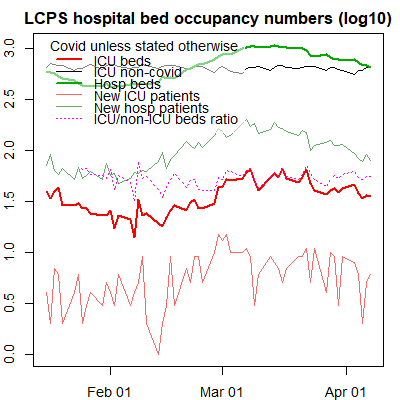 LCPS hospital bed occupancy numbers (log10)
Covid unless stated otherwise
ICU beds
ICU non-covid
Hosp beds
New ICU patients
New hosp patients
ICU/non-ICU beds ratio
3.0
2.5
2.0
1.5
1.0
0.5
0.0
Feb 01
Mar 01
Apr 01